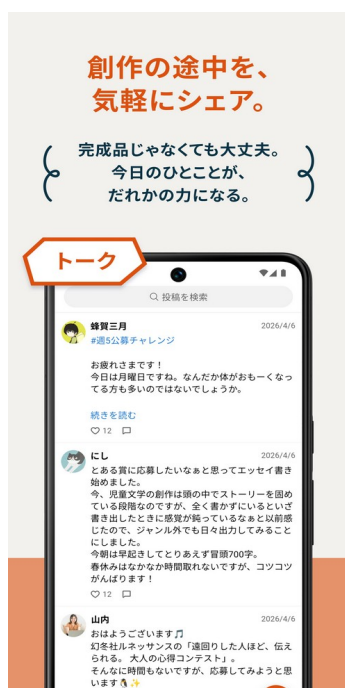 創作の途中を、
気軽にシェア。
完成品じゃなくても大丈夫。
今日のひとことが、
だれかの力になる。
トーク
投稿を検索
蜂賀三月
2026/4/6
#週5公募チャレンジ
お疲れさまです！
今日は月曜日ですね。なんだか体がおもーくなっ
てる方も多いのではないでしょうか。
続きを読む
12
にし
2026/4/6
とある賞に応募したいなぁと思ってエッセイ書き
始めました。
今、児童文学の創作は頭の中でストーリーを固め
ている段階なのですが、全く書かずにいるといざ
書き出したときに感覚が鈍っているなぁと以前感
じたので、ジャンル外でも日々出力してみること
にしました。
今朝は早起きしてとりあえず冒頭700字。
春休みはなかなか時間取れないですが、コツコツ
がんばります！
12
山内
2026/4/6
おはようございます🎵
幻冬社ルネッサンスの「遠回りした人ほど、伝え
られる。 大人の心得コンテスト」。
そんなに時間もないですが、応募してみようと思
います🐧✨